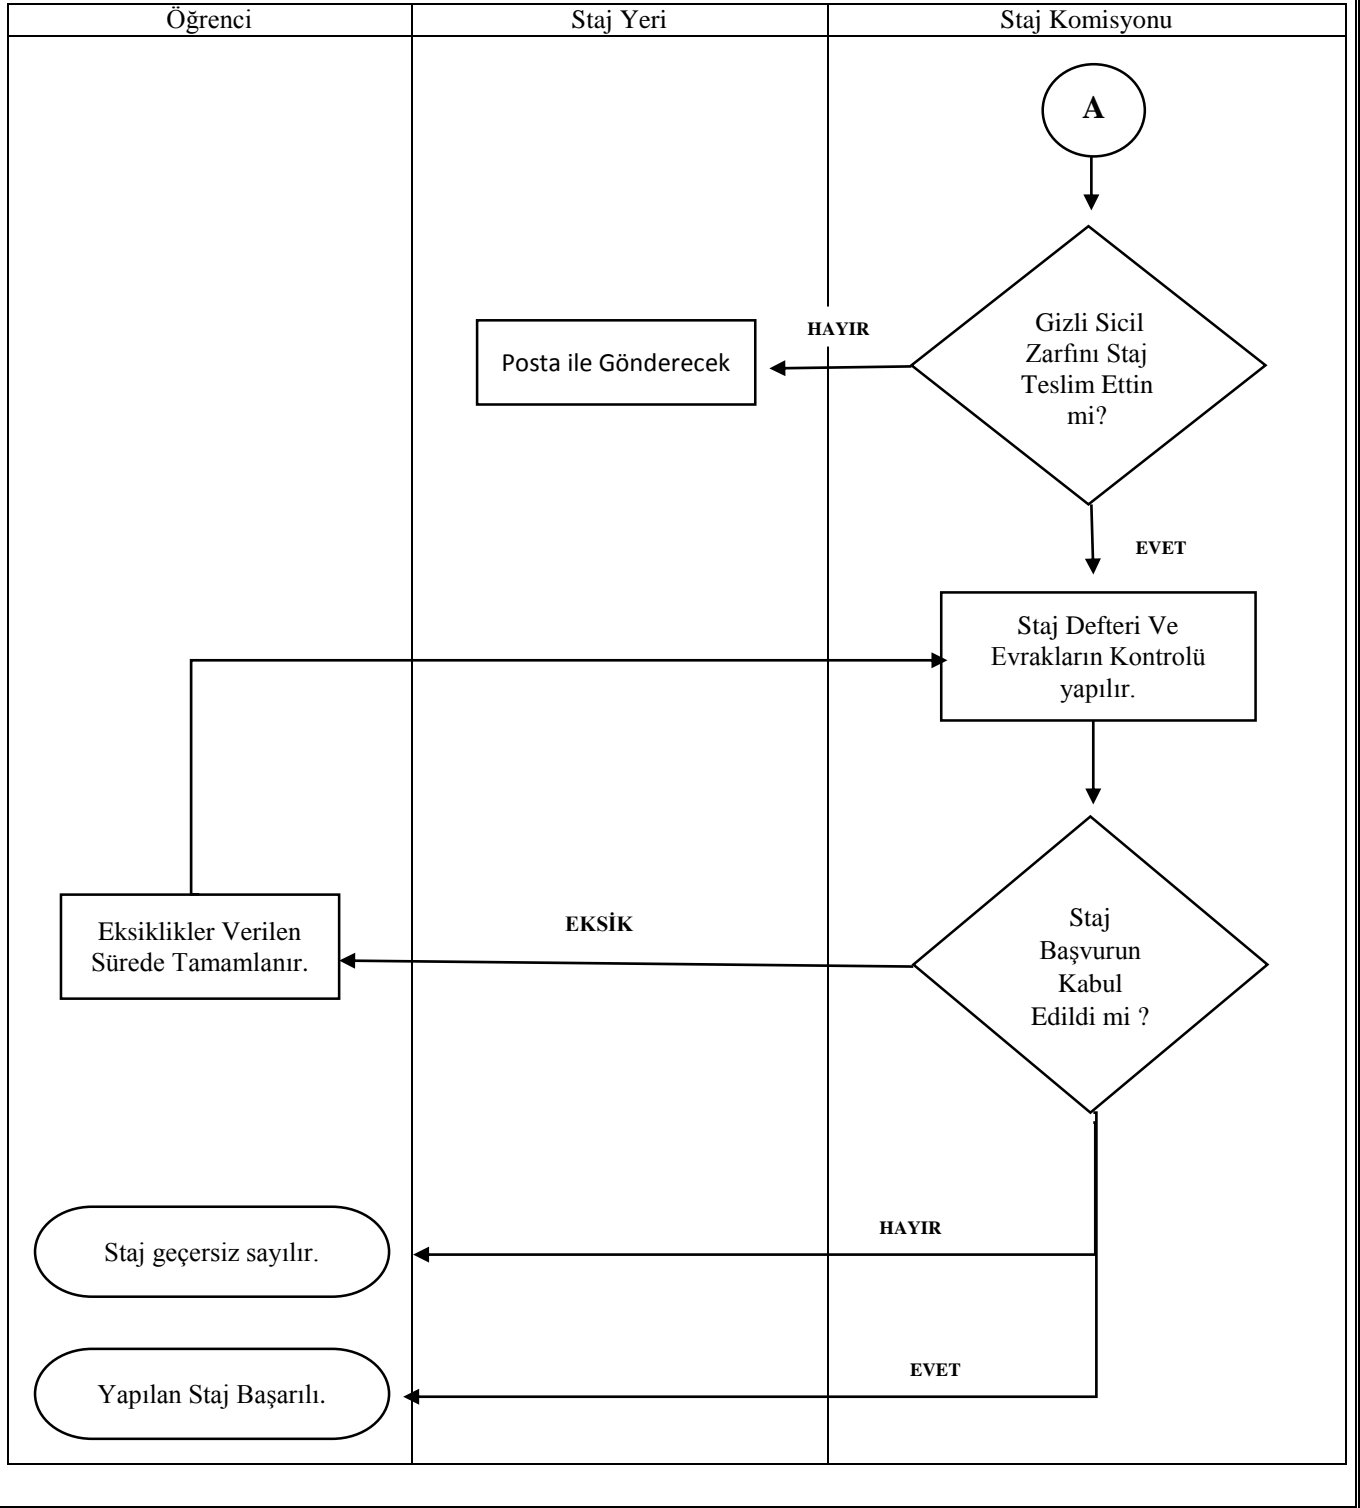 Öğrenci
Staj Yeri
Staj Komisyonu
A
Gizli Sicil
Zarfını Staj
Teslim Ettin
mi?
HAYIR
Posta ile Gönderecek
EVET
Staj Defteri Ve
Evrakların Kontrolü
yapılır.
Staj
Başvurun
Kabul
Edildi mi ?
EKSİK
Eksiklikler Verilen
Sürede Tamamlanır.
HAYIR
Staj geçersiz sayılır.
EVET
Yapılan Staj Başarılı.